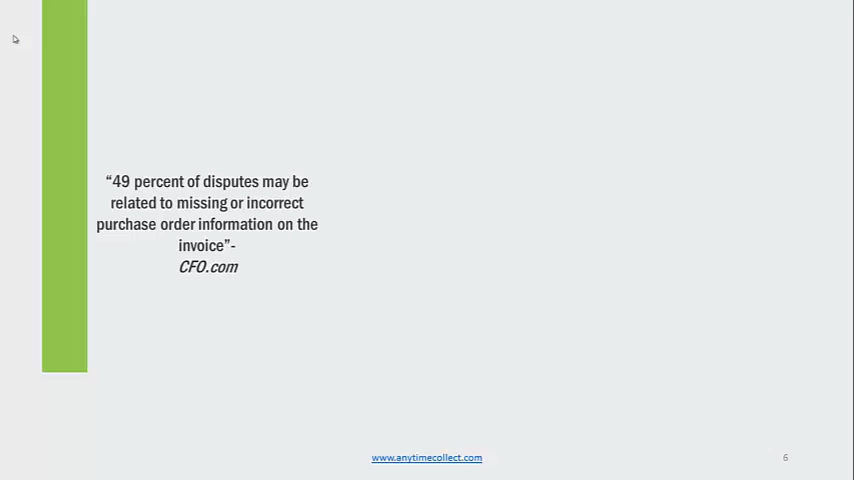 “49 percent of disputes may be
related to missing or incorrect
purchase order information on the
invoice”-
CFO.com
www.anytimecollect.com
6